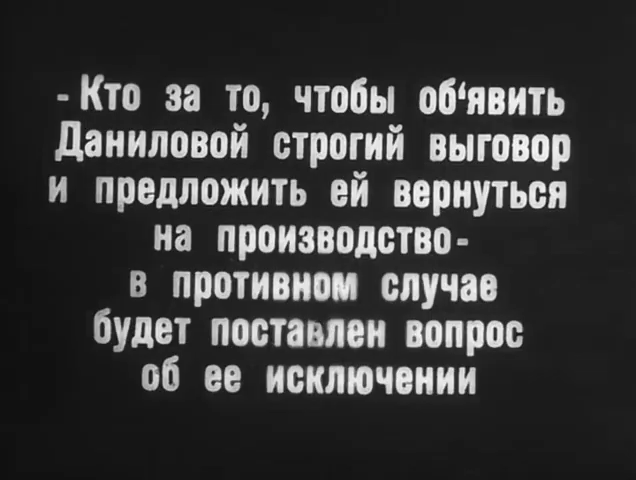 - Кто за то, чтобы об‘явить
Даниловой строгий выговор
и предложить ей вернуться
на производство-
в противном случае
будет поставлен вопрос
об ее исключении